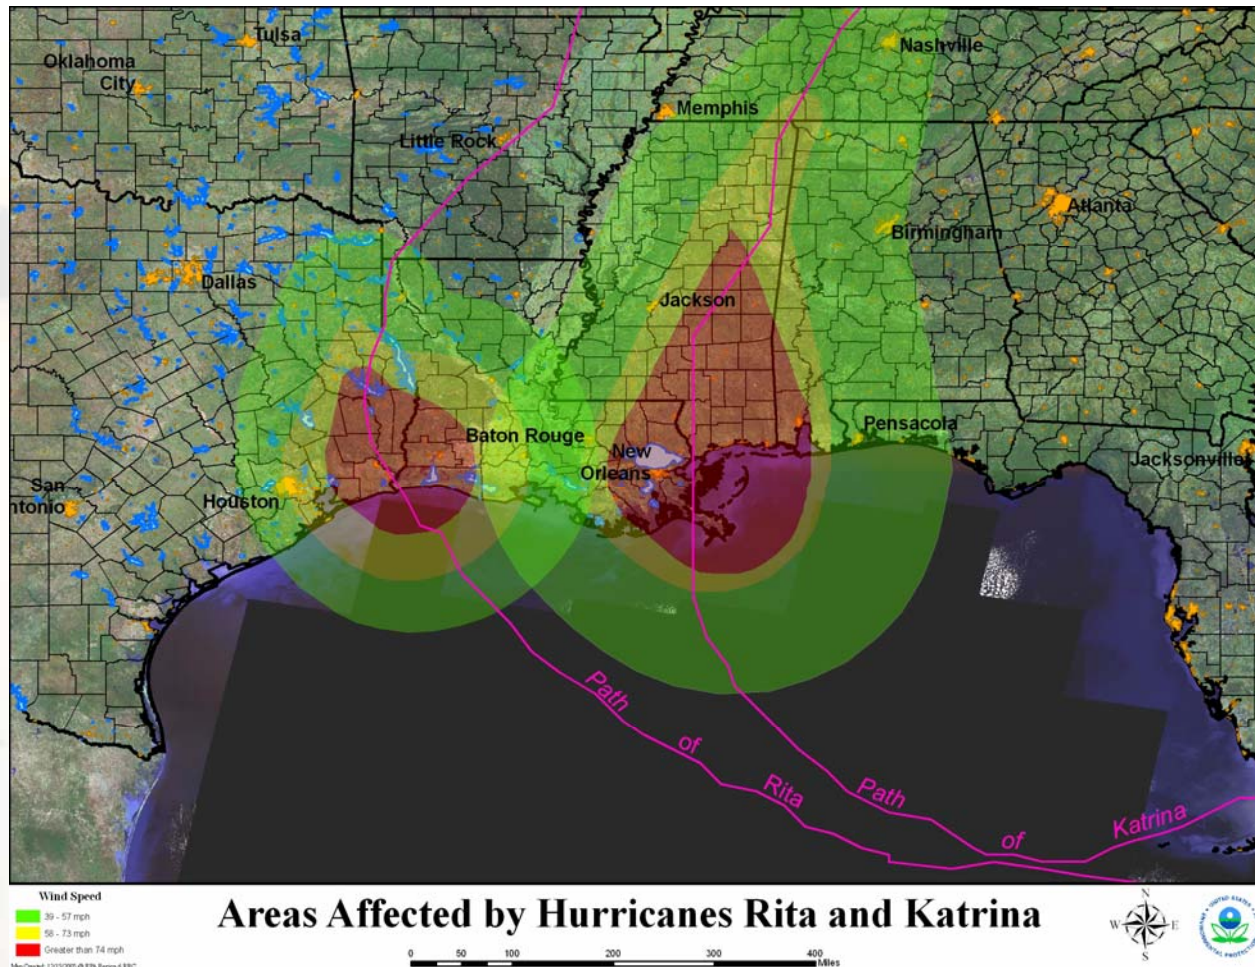 Tulsa
Nashville
Oklahoma
City
Memphis
Little Rock
Atlanta
Birmingham
Dallas
Jackson
Pensacola
Baton Rouge
New
Orleans
Jacksonville
San
ntonio
Houston
Path
of
Rita
Path
of
Katrina
Wind Speed
39 - 57 mph
58 - 73 mph
Greater than 74 mph
Areas Affected by Hurricanes Rita and Katrina
0 50 100 200 300 400
Miles
N
W E
S
UNITED STATES